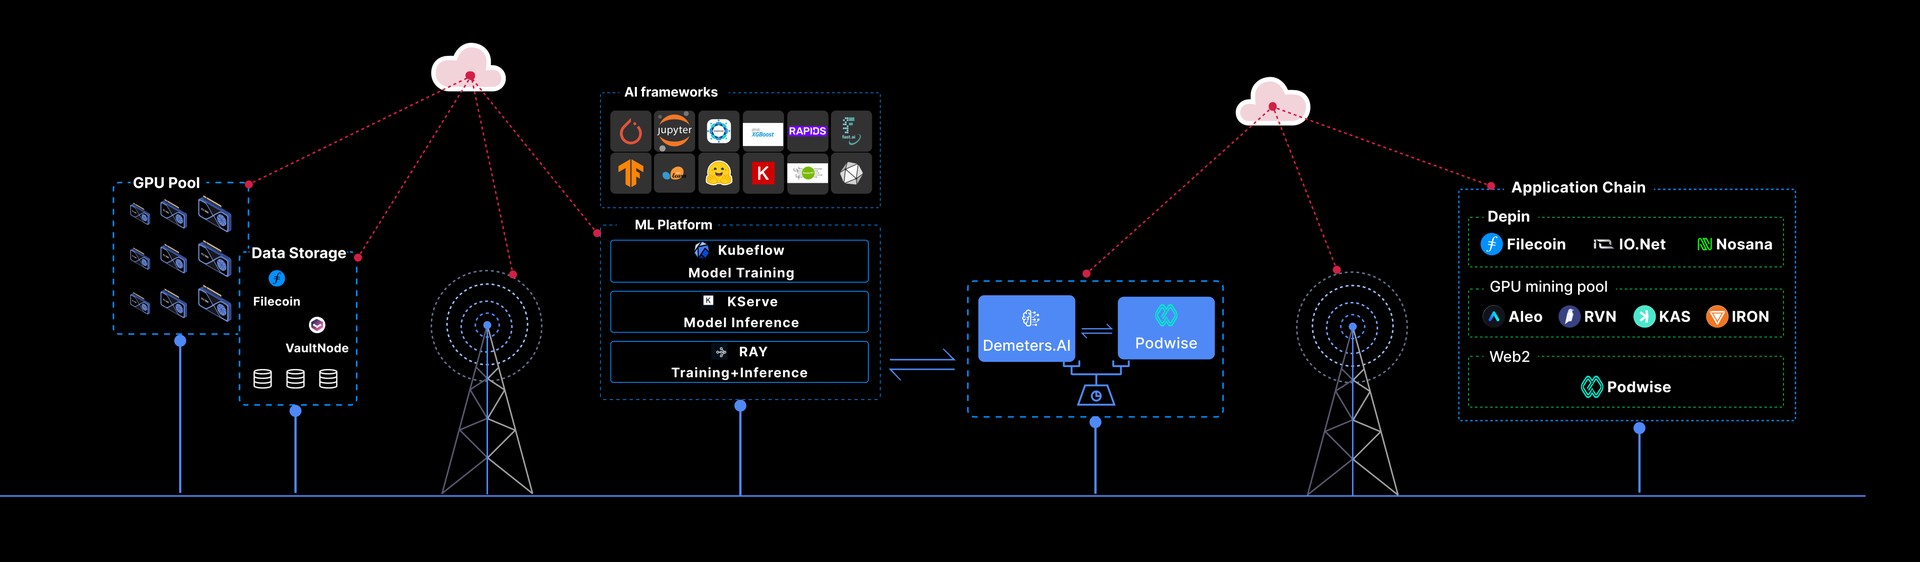 AI frameworks
jupyter
XGBoost
RAPIDS
fast.ai
K
GPU Pool
Data Storage
Filecoin
VaultNode
ML Platform
Kubeflow
Model Training
K
KServe
Model Inference
RAY
Training+Inference
Demeters.AI
Podwise
Application Chain
Depin
Filecoin
IO.Net
Nosana
GPU mining pool
Aleo
RVN
KAS
IRON
Web2
Podwise